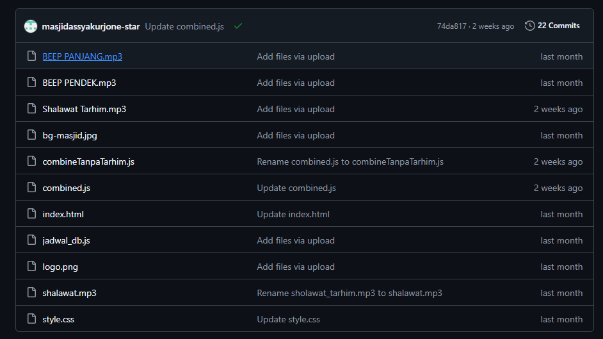 masjidassyakurjone-star Update combined.js 74da817 · 2 weeks ago 22 Commits
BEEP PANJANG.mp3 Add files via upload last month
BEEP PENDEK.mp3 Add files via upload last month
Shalawat Tarhim.mp3 Add files via upload 2 weeks ago
bg-masjid.jpg Add files via upload last month
combineTanpaTarhim.js Rename combined.js to combineTanpaTarhim.js 2 weeks ago
combined.js Update combined.js 2 weeks ago
index.html Update index.html last month
jadwal_db.js Add files via upload last month
logo.png Add files via upload last month
shalawat.mp3 Rename sholawat_tarhim.mp3 to shalawat.mp3 last month
style.css Update style.css last month